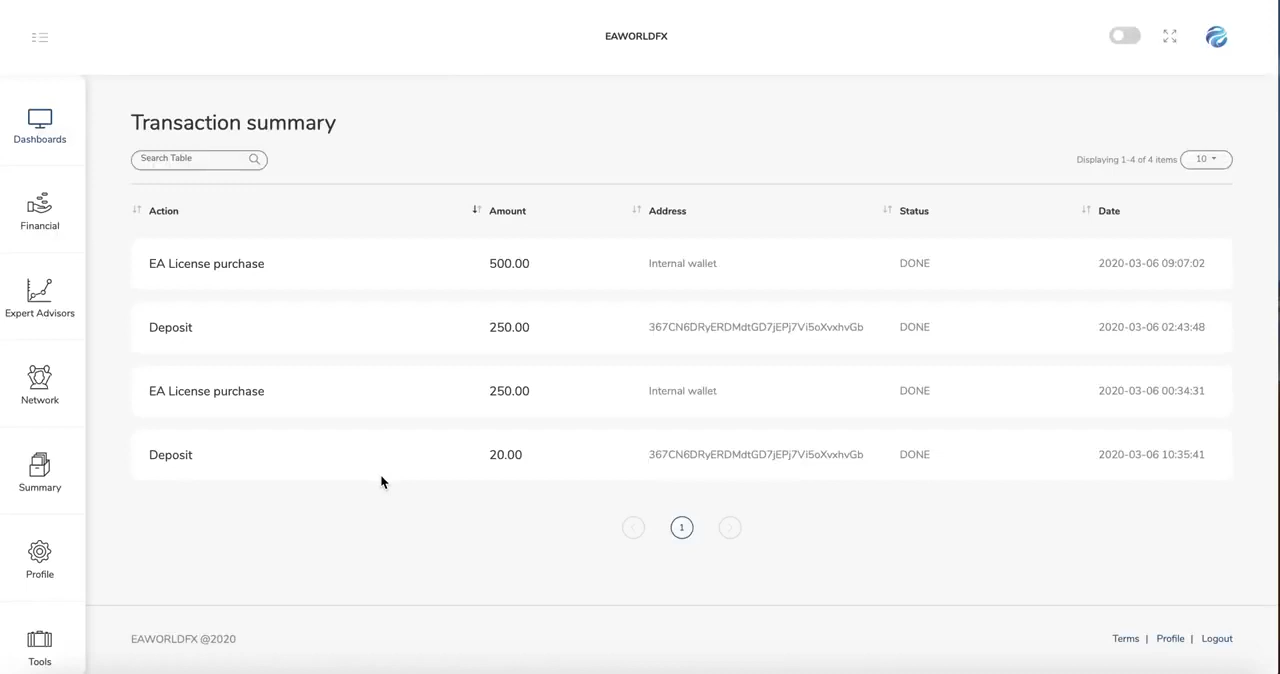 EAWORLDFX
Dashboards
Financial
Expert Advisors
Network
Summary
Profile
Tools
Transaction summary
Search Table
Displaying 1-4 of 4 items 10
Action Amount Address Status Date
EA License purchase 500.00 Internal wallet DONE 2020-03-06 09:07:02
Deposit 250.00 367CN6DRyERDMdtGD7jEPj7Vi5oXvxhvGb DONE 2020-03-06 02:43:48
EA License purchase 250.00 Internal wallet DONE 2020-03-06 00:34:31
Deposit 20.00 367CN6DRyERDMdtGD7jEPj7Vi5oXvxhvGb DONE 2020-03-06 10:35:41
1
EAWORLDFX @2020
Terms | Profile | Logout